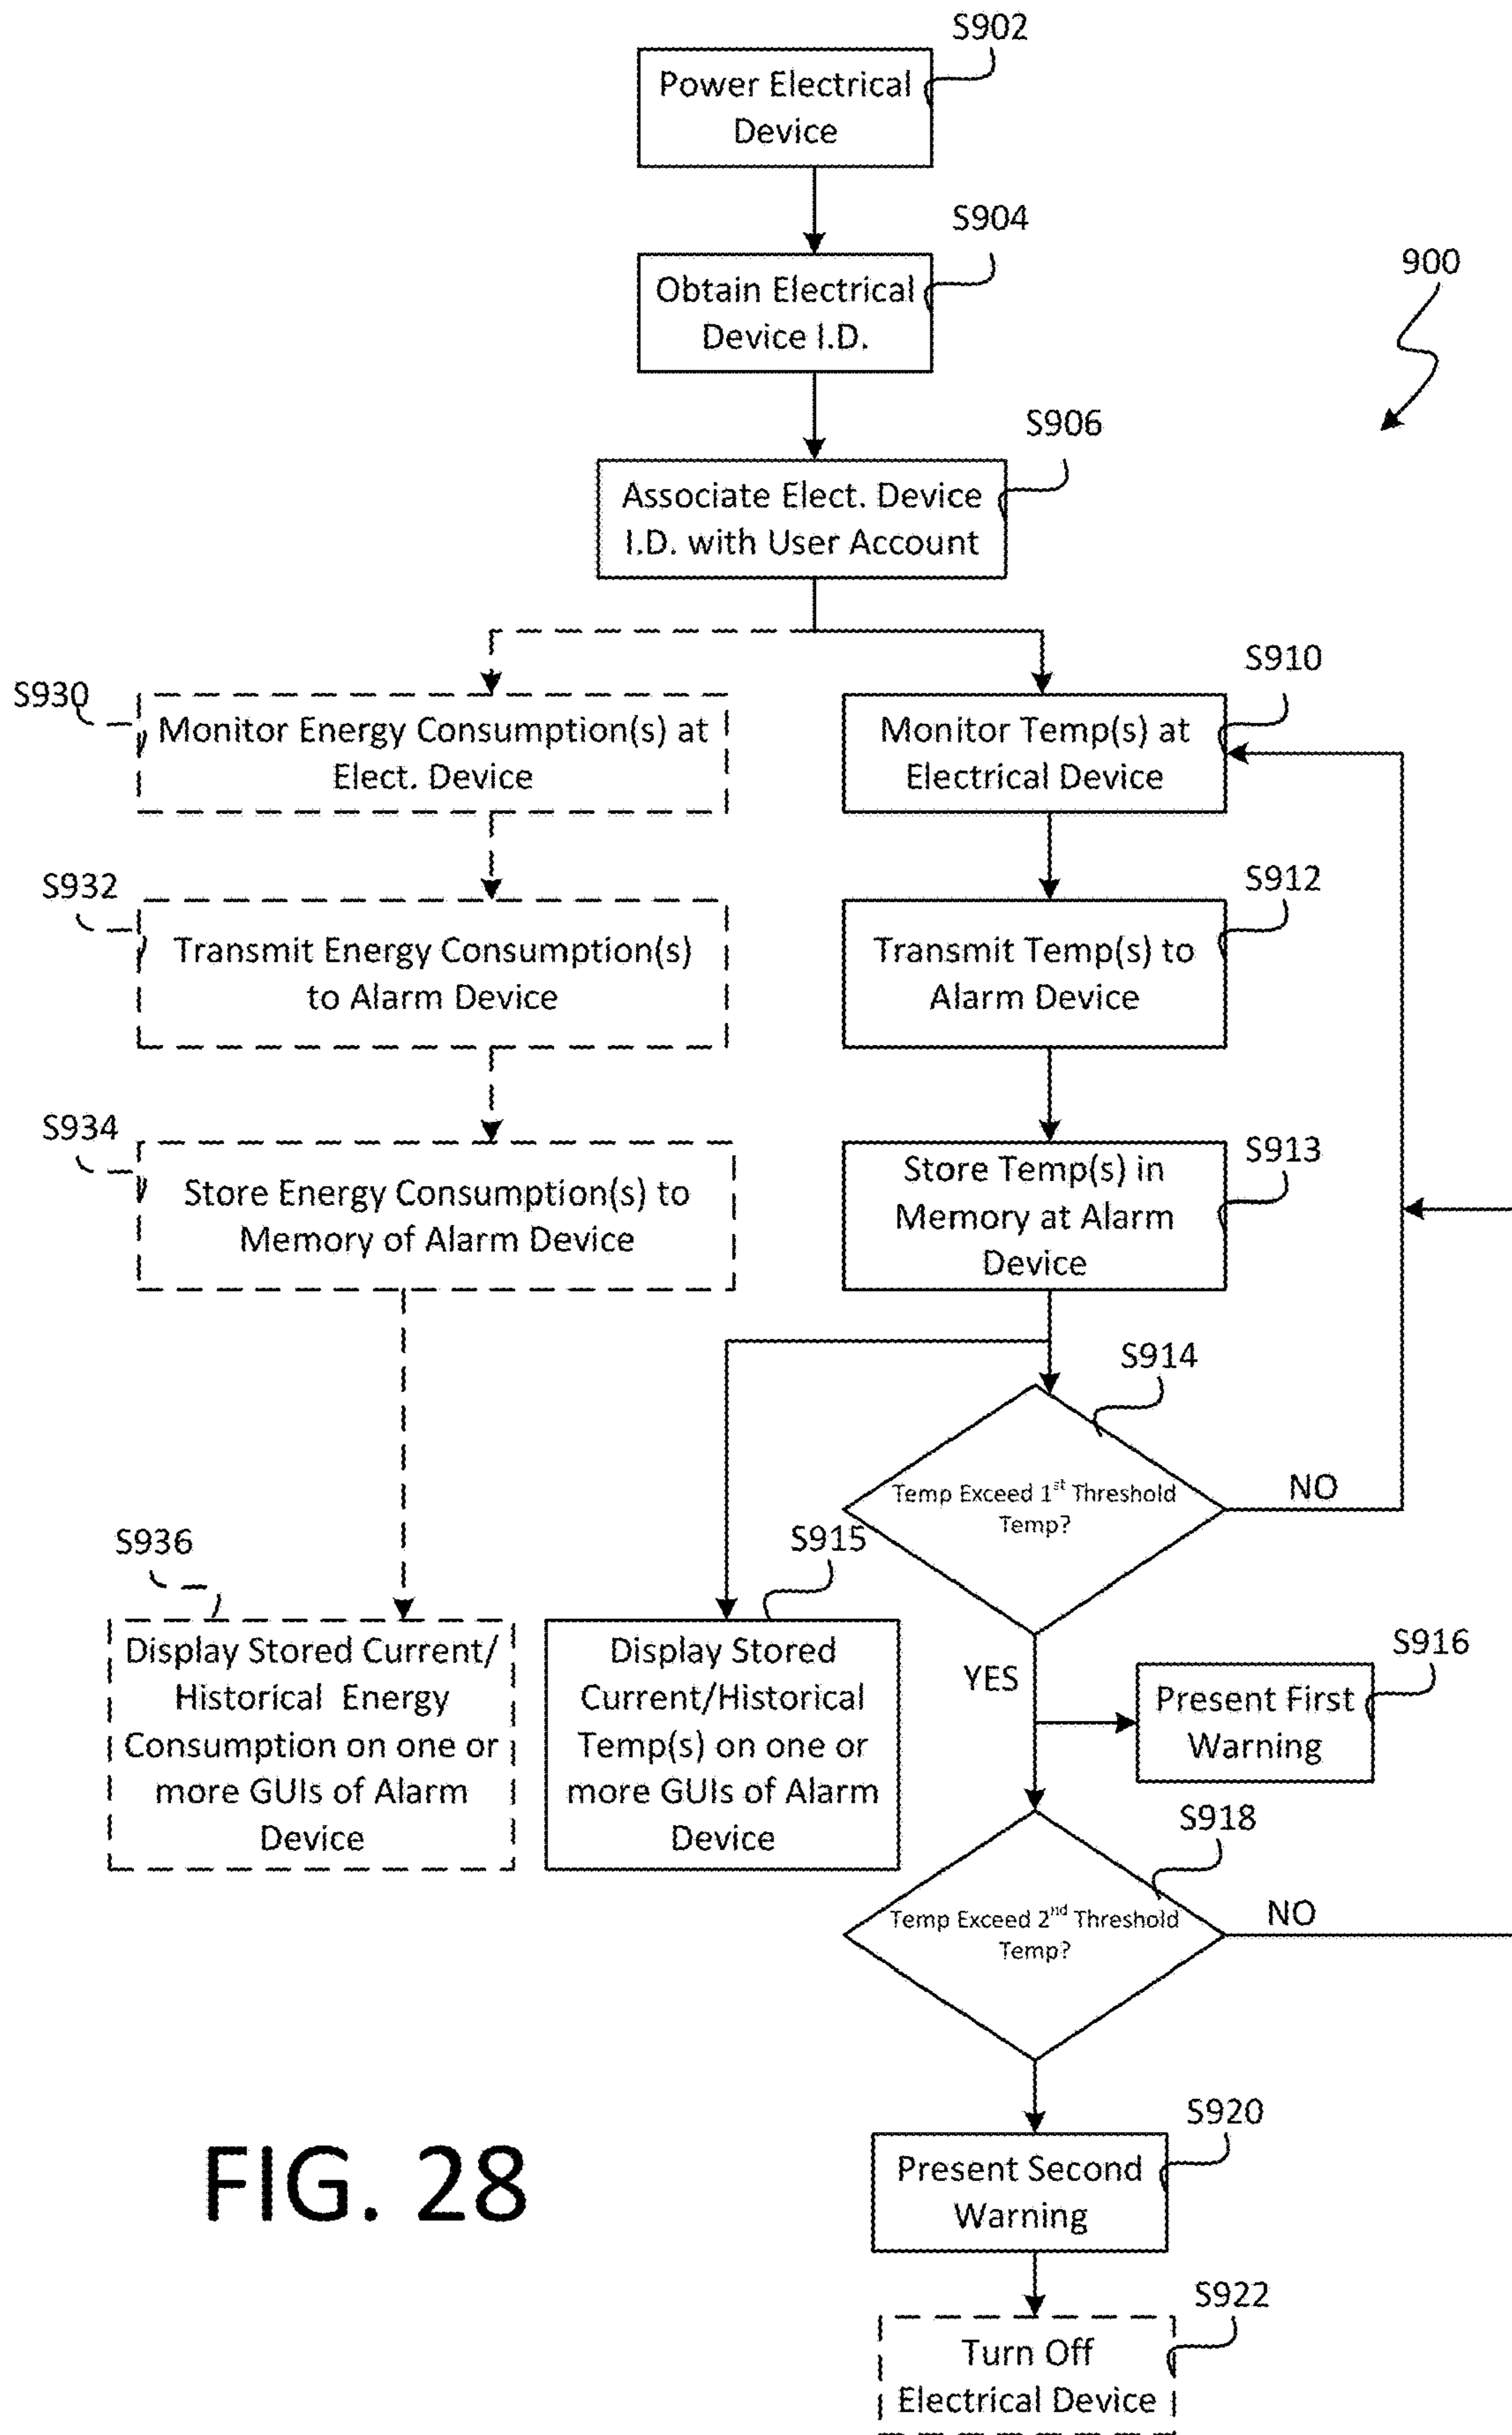 S902
Power Electrical
Device
S904
Obtain Electrical
Device I.D.
900
S906
Associate Elect. Device
I.D. with User Account
S930
Monitor Energy Consumption(s) at
Elect. Device
S910
Monitor Temp(s) at
Electrical Device
S932
Transmit Energy Consumption(s)
to Alarm Device
S912
Transmit Temp(s) to
Alarm Device
S934
Store Energy Consumption(s) to
Memory of Alarm Device
S913
Store Temp(s) in
Memory at Alarm
Device
S914
Temp Exceed 1st Threshold
Temp?
NO
YES
S936
Display Stored Current/
Historical Energy
Consumption on one or
more GUIs of Alarm
Device
S915
Display Stored
Current/Historical
Temp(s) on one or
more GUIs of Alarm
Device
S916
Present First
Warning
S918
Temp Exceed 2nd Threshold
Temp?
NO
S920
Present Second
Warning
S922
Turn Off
Electrical Device
FIG. 28